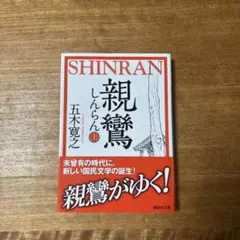 SHINRAN
親鸞
しんらん 上
五木寛之
未曾有の時代に、
新しい国民文学の誕生!
親鸞がゆく!
講談社文庫